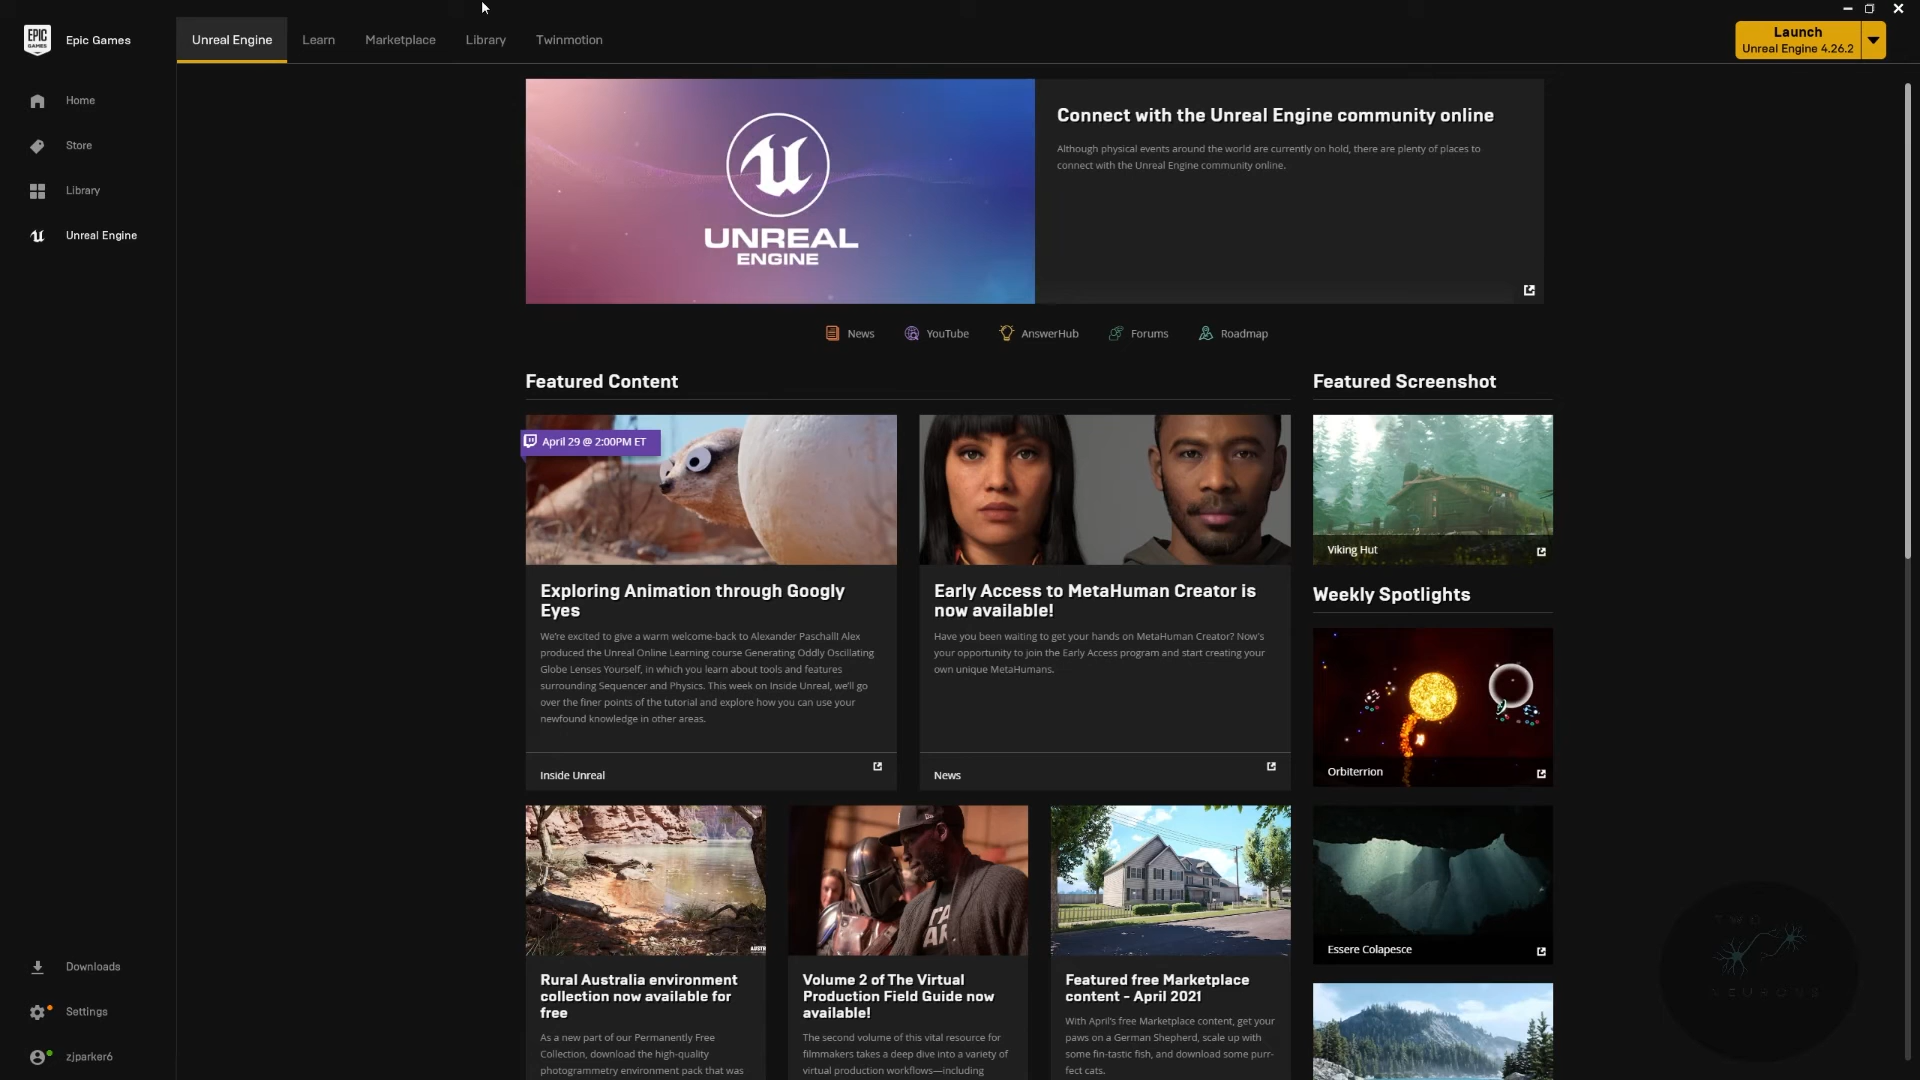 EPIC
GAMES
Epic Games
Unreal Engine
Learn
Marketplace
Library
Twinmotion
Launch
Unreal Engine 4.26.2
Home
Store
Library
Unreal Engine
UNREAL
ENGINE
Connect with the Unreal Engine community online
Although physical events around the world are currently on hold, there are plenty of places to
connect with the Unreal Engine community online.
News
YouTube
AnswerHub
Forums
Roadmap
Featured Content
April 29 @ 2:00PM ET
Exploring Animation through Googly
Eyes
We're excited to give a warm welcome-back to Alexander Paschall! Alex
produced the Unreal Online Learning course Generating Oddly Oscillating
Globe Lenses Yourself, in which you learn about tools and features
surrounding Sequencer and Physics. This week on Inside Unreal, we'll go
over the finer points of the tutorial and explore how you can use your
newfound knowledge in other areas.
Inside Unreal
Early Access to MetaHuman Creator is
now available!
Have you been waiting to get your hands on MetaHuman Creator? Now's
your opportunity to join the Early Access program and start creating your
own unique MetaHumans.
News
Rural Australia environment
collection now available for
free
As a new part of our Permanently Free
Collection, download the high-quality
photogrammetry environment pack that was
Volume 2 of The Virtual
Production Field Guide now
available!
The second volume of this vital resource for
filmmakers takes a deep dive into a variety of
virtual production workflows—including
Featured free Marketplace
content - April 2021
With April's free Marketplace content, get your
paws on a German Shepherd, scale up with
some fin-tastic fish, and download some purr-
fect cats.
Featured Screenshot
Viking Hut
Weekly Spotlights
Orbiterrion
Essere Colapesce
TWO
NEURONS
Downloads
Settings
zjparker6